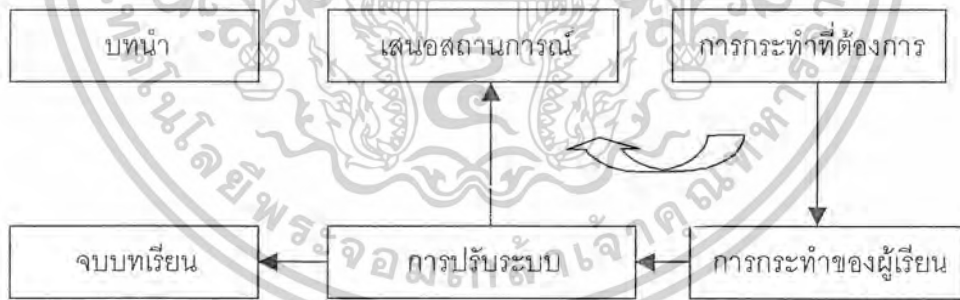 บทนำ
เสนอสถานการณ์
การกระทำที่ต้องการ
จบบทเรียน
การปรับระบบ
การกระทำของผู้เรียน